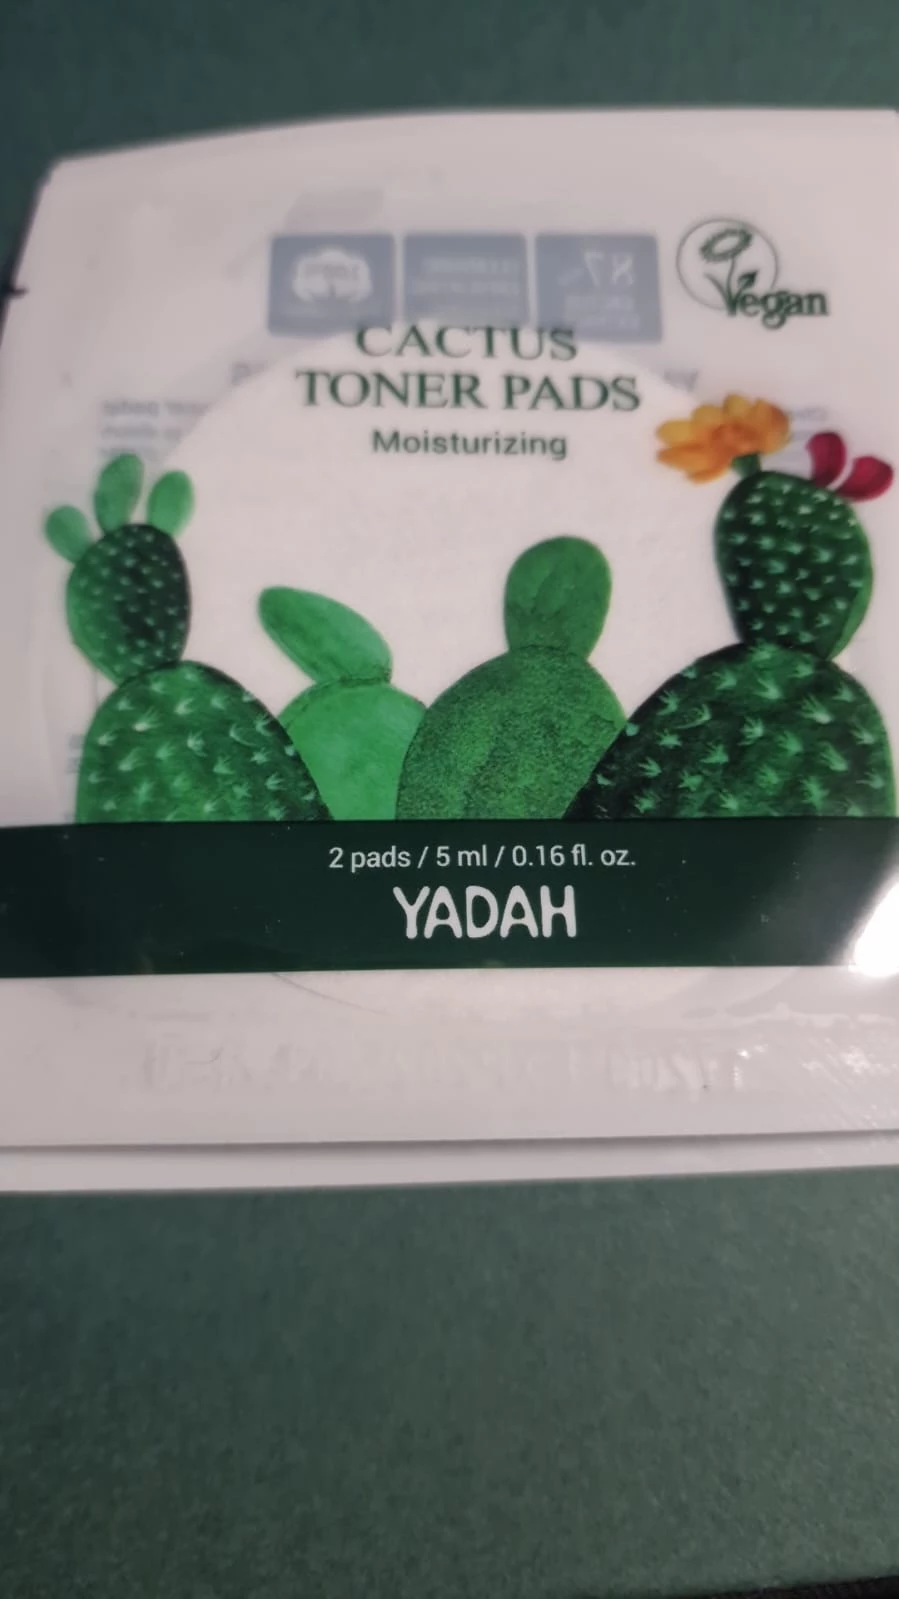 Vegan
CACTUS
TONER PADS
Moisturizing
2 pads / 5 ml / 0.16 fl. oz.
YADAH